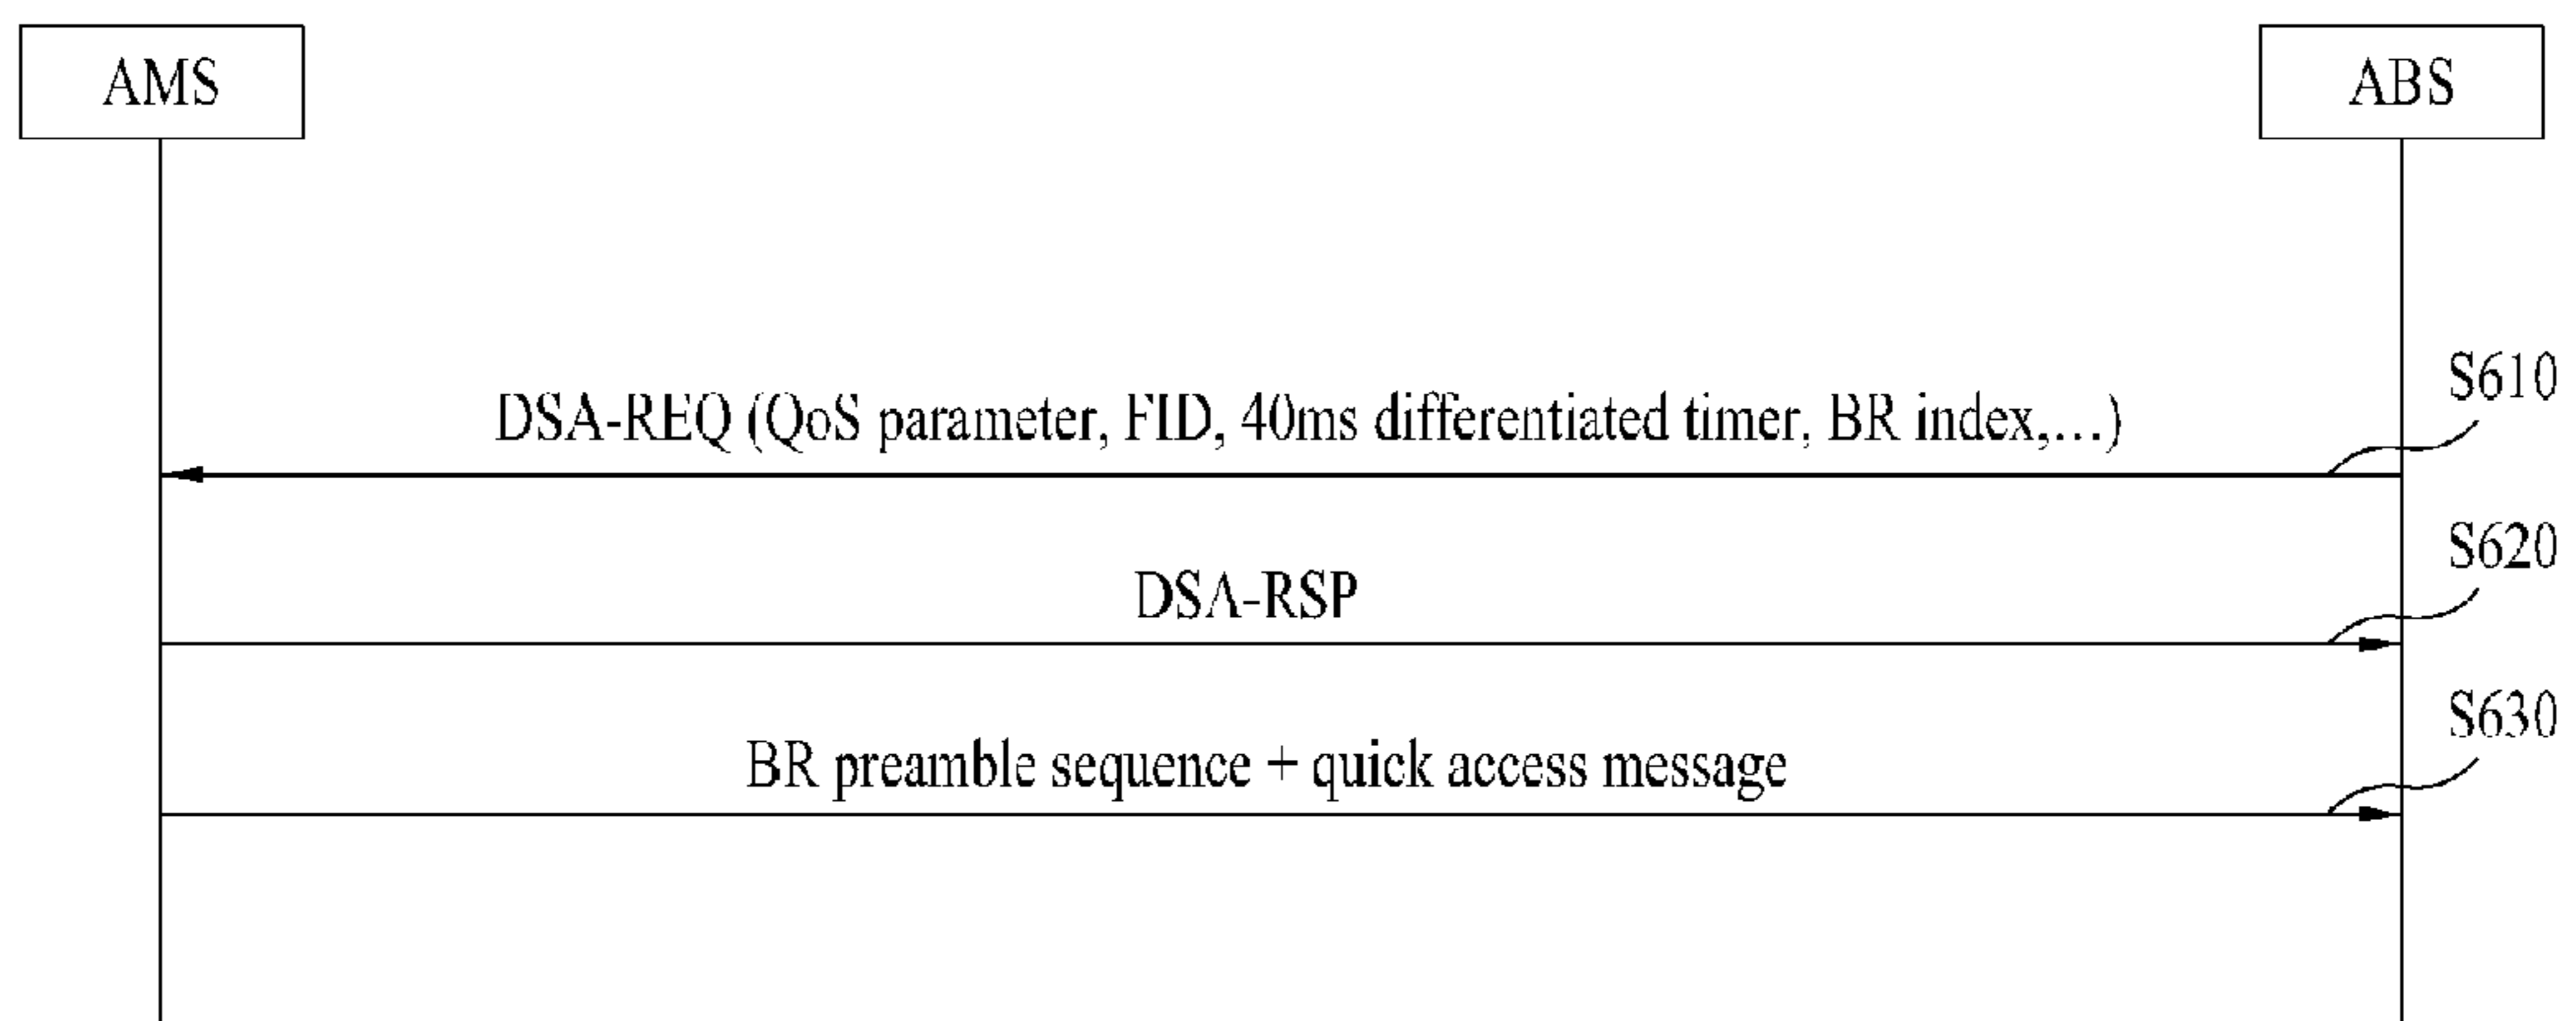 AMS
ABS
S610
DSA-REQ (QoS parameter, FID, 40ms differentiated timer, BR index,...)
S620
DSA-RSP
S630
BR preamble sequence + quick access message